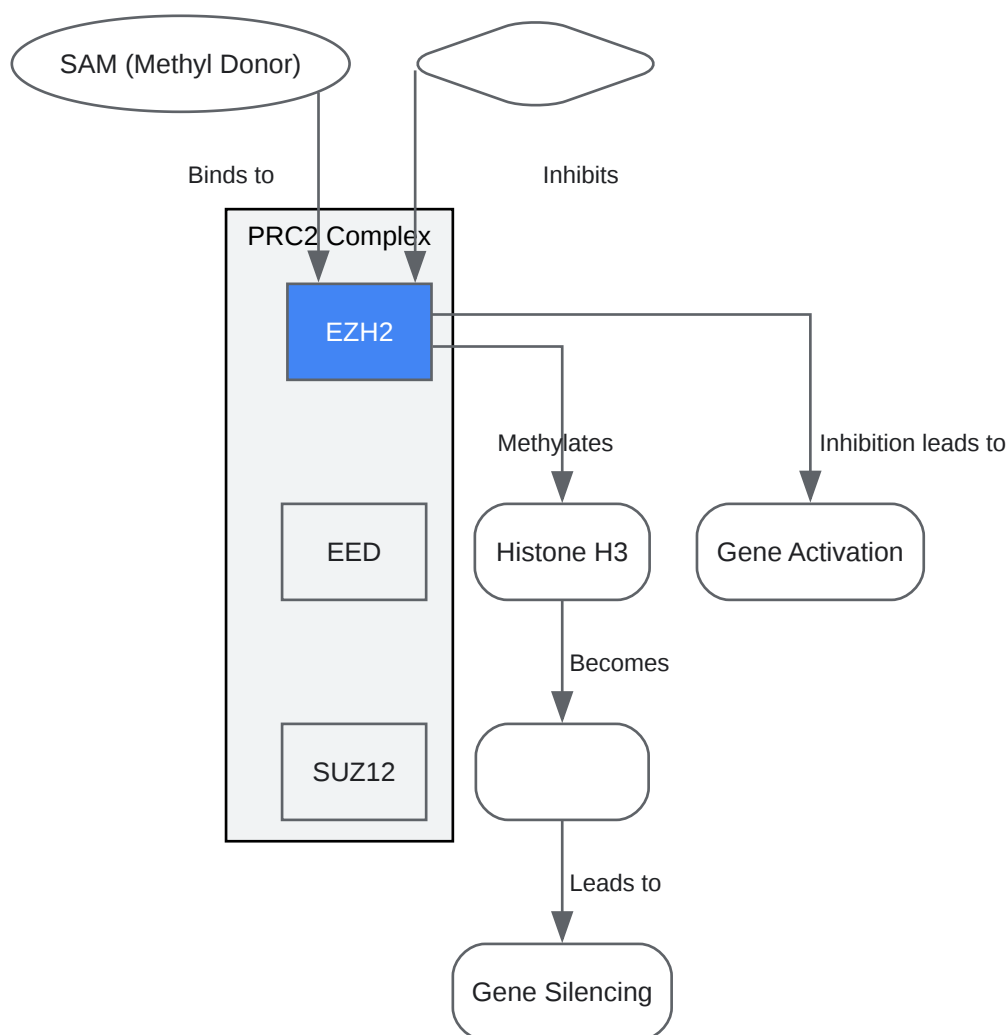 SAM (Methyl Donor)
Binds to
Inhibits
PRC2 Complex
EZH2
Methylates
Inhibition leads to
EED
Histone H3
Gene Activation
Becomes
SUZ12
Leads to
Gene Silencing